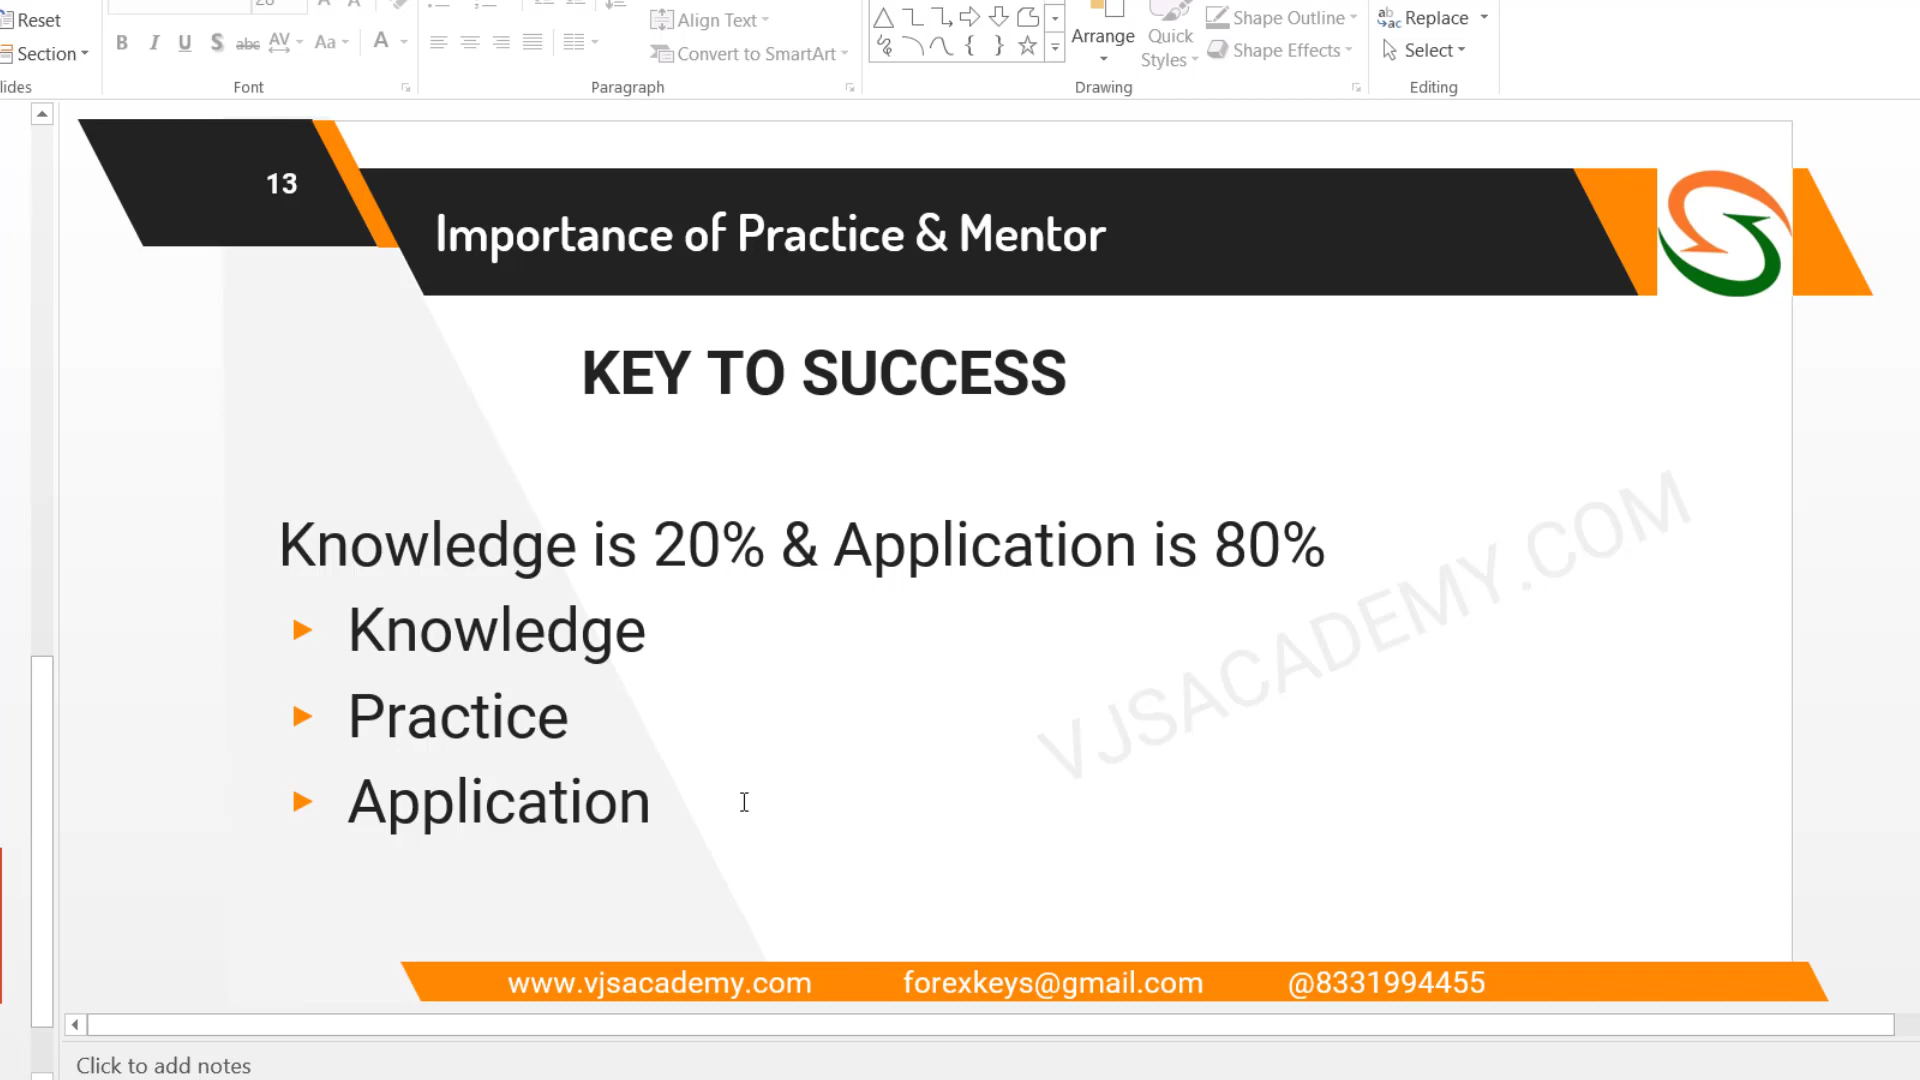 Reset
Section
Font
B I U S abc AV Aa A
Align Text
Convert to SmartArt
Paragraph
Arrange
Quick
Styles
Shape Outline
Shape Effects
Drawing
Replace
Select
Editing
13
Importance of Practice & Mentor
KEY TO SUCCESS
Knowledge is 20% & Application is 80%
Knowledge
Practice
Application
VJSACADEMY.COM
www.vjsacademy.com forexkeys@gmail.com @8331994455
Click to add notes